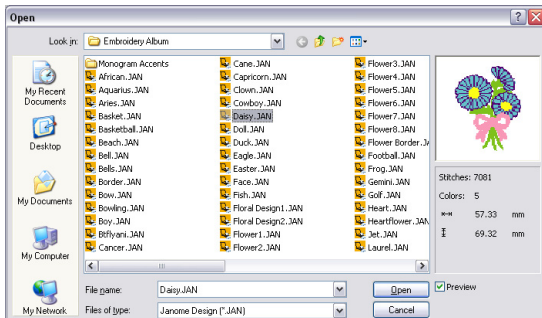 Open
Look in: Embroidery Album
My Recent Documents
Desktop
My Documents
My Computer
My Network
Monogram Accents
African.JAN
Aquarius.JAN
Aries.JAN
Basket.JAN
Basketball.JAN
Beach.JAN
Bell.JAN
Bells.JAN
Border.JAN
Bow.JAN
Bowling.JAN
Boy.JAN
Btflyani.JAN
Cancer.JAN
Cane.JAN
Capricorn.JAN
Clown.JAN
Cowboy.JAN
Daisy.JAN
Doll.JAN
Duck.JAN
Eagle.JAN
Easter.JAN
Face.JAN
Fish.JAN
Floral Design1.JAN
Floral Design2.JAN
Flower1.JAN
Flower2.JAN
Flower3.JAN
Flower4.JAN
Flower5.JAN
Flower6.JAN
Flower7.JAN
Flower8.JAN
Flower Border.JA
Football.JAN
Frog.JAN
Gemini.JAN
Golf.JAN
Heart.JAN
Heartflower.JAN
Jet.JAN
Laurel.JAN
Stitches: 7081
Colors: 5
57.33 mm
69.32 mm
File name: Daisy.JAN Open Preview
Files of type: Janome Design (*.JAN) Cancel